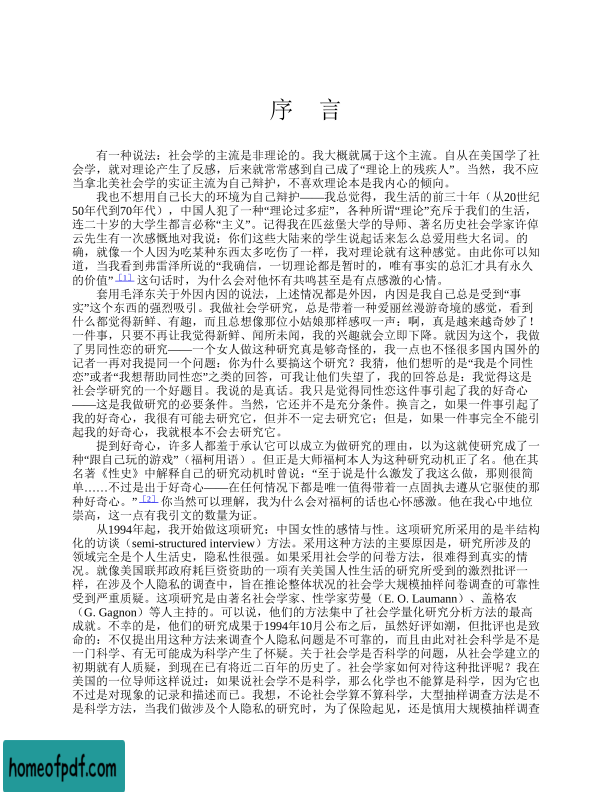 序 言
有一种说法：社会学的主流是非理论的。我大概就属于这个主流。自从在美国学了社
会学，就对理论产生了反感，后来就常常感到自己成了“理论上的残疾人”。当然，我不应
当拿北美社会学的实证主流为自己辩护，不喜欢理论本是我内心的倾向。
我也不想用自己长大的环境为自己辩护——我总觉得，我生活的前三十年（从20世纪
50年代到70年代），中国人犯了一种“理论过多症”，各种所谓“理论”充斥于我们的生活，
连二十岁的大学生都言必称“主义”。记得我在匹兹堡大学的导师、著名历史社会学家许倬
云先生有一次感慨地对我说：你们这些大陆来的学生说起话来怎么总爱用些大名词。的
确，就像一个人因为吃某种东西太多吃伤了一样，我对理论就有这种感觉。由此你可以知
道，当我看到弗雷泽所说的“我确信，一切理论都是暂时的，唯有事实的总汇才具有永久
的价值”[1]这句话时，为什么会对他怀有共鸣甚至是有点感激的心情。
套用毛泽东关于外因内因的说法，上述情况都是外因，内因是我自己总是受到“事
实”这个东西的强烈吸引。我做社会学研究，总是带着一种爱丽丝漫游奇境的感觉，看到
什么都觉得新鲜、有趣，而且总想像那位小姑娘那样感叹一声：啊，真是越来越奇妙了！
一件事，只要不再让我觉得新鲜、闻所未闻，我的兴趣就会立即下降。就因为这个，我做
了男同性恋的研究——一个女人做这种研究真是够奇怪的，我一点也不怪很多国内国外的
记者一再对我提同一个问题：你为什么要搞这个研究？我猜，他们想听的是“我是个同性
恋”或者“我想帮助同性恋”之类的回答，可我让他们失望了，我的回答总是：我觉得这是
社会学研究的一个好题目。我说的是真话。我只是觉得同性恋这件事引起了我的好奇心
——这是我做研究的必要条件。当然，它还并不是充分条件。换言之，如果一件事引起了
我的好奇心，我很有可能去研究它，但并不一定去研究它；但是，如果一件事完全不能引
起我的好奇心，我就根本不会去研究它。
提到好奇心，许多人都羞于承认它可以成立为做研究的理由，以为这就使研究成了一
种“跟自己玩的游戏”（福柯用语）。但正是大师福柯本人为这种研究动机正了名。他在其
名著《性史》中解释自己的研究动机时曾说：“至于说是什么激发了我这么做，那则很简
单……不过是出于好奇心——在任何情况下都是唯一值得带着一点固执去遵从它驱使的那
种好奇心。”[2]你当然可以理解，我为什么会对福柯的话也心怀感激。他在我心中地位
崇高，这一点有我引文的数量为证。
从1994年起，我开始做这项研究：中国女性的感情与性。这项研究所采用的是半结构
化的访谈（semi-structured interview）方法。采用这种方法的主要原因是，研究所涉及的
领域完全是个人生活史，隐私性很强。如果采用社会学的问卷方法，很难得到真实的情
况。就像美国联邦政府耗巨资资助的一项有关美国人性生活的研究所受到的激烈批评一
样，在涉及个人隐私的调查中，旨在推论整体状况的社会学大规模抽样问卷调查的可靠性
受到严重质疑。这项研究是由著名社会学家、性学家劳曼（E. O. Laumann）、盖格农
（G. Gagnon）等人主持的。可以说，他们的方法集中了社会学量化研究分析方法的最高
成就。不幸的是，他们的研究成果于1994年10月公布之后，虽然好评如潮，但批评也是致
命的：不仅提出用这种方法来调查个人隐私问题是不可靠的，而且由此对社会科学是不是
一门科学、有无可能成为科学产生了怀疑。关于社会学是否科学的问题，从社会学建立的
初期就有人质疑，到现在已有将近二百年的历史了。社会学家如何对待这种批评呢？我在
美国的一位导师这样说过：如果说社会学不是科学，那么化学也不能算是科学，因为它也
不过是对现象的记录和描述而已。我想，不论社会学算不算科学，大型抽样调查方法是不
是科学方法，当我们做涉及个人隐私的研究时，为了保险起见，还是慎用大规模抽样调查
homeofpdf.com